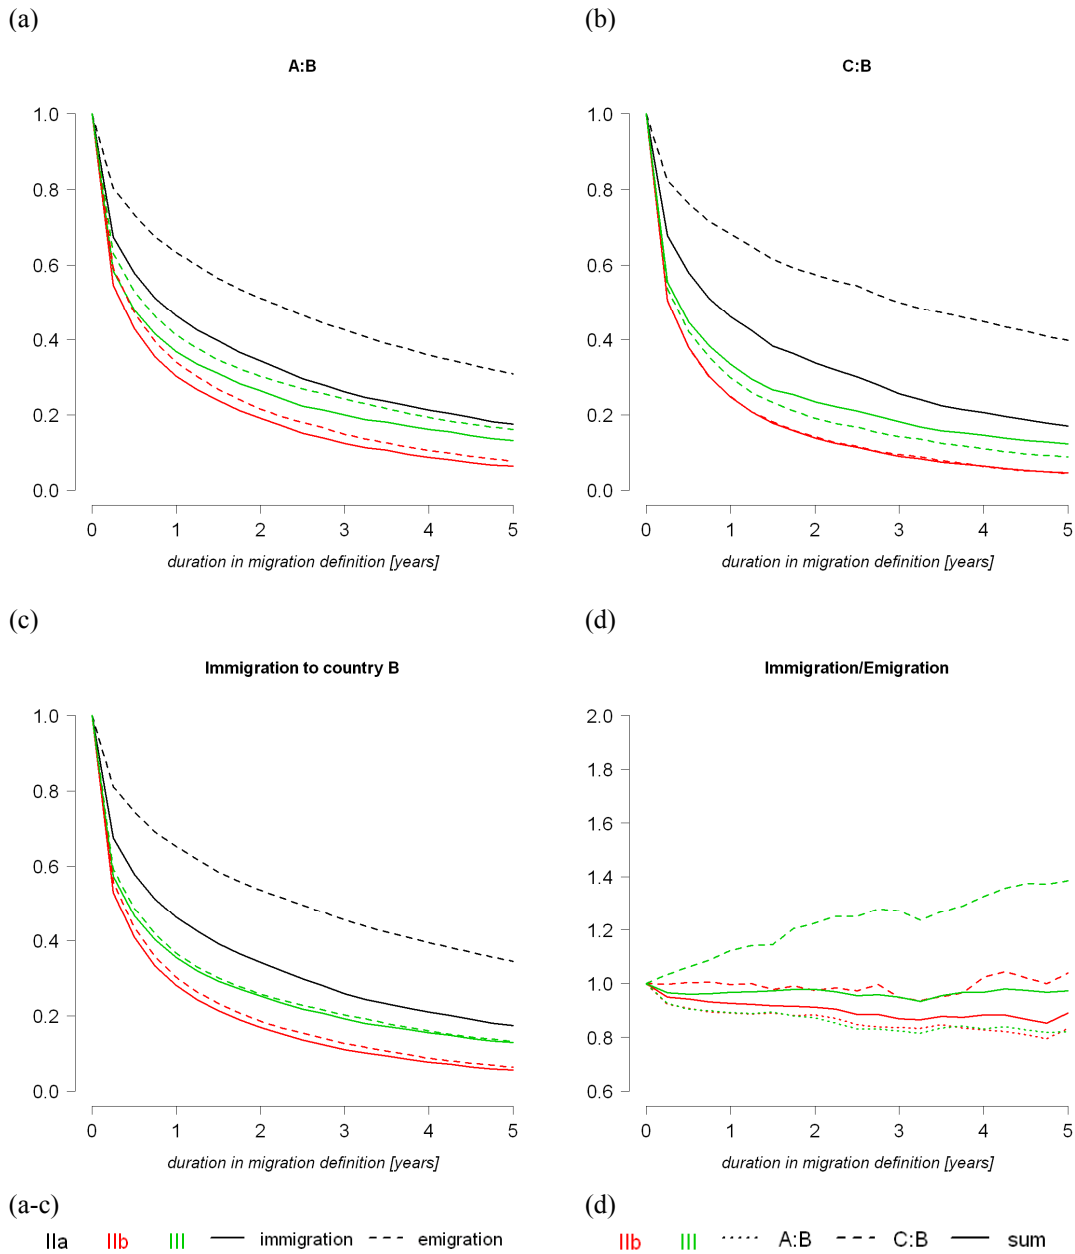 (a)
(b)
A:B
C:B
1.0
0.8
0.6
0.4
0.2
0.0
0 1 2 3 4 5
duration in migration definition [years]
1.0
0.8
0.6
0.4
0.2
0.0
0 1 2 3 4 5
duration in migration definition [years]
(c)
(d)
Immigration to country B
Immigration/Emigration
1.0
0.8
0.6
0.4
0.2
0.0
0 1 2 3 4 5
duration in migration definition [years]
2.0
1.8
1.6
1.4
1.2
1.0
0.8
0.6
0 1 2 3 4 5
duration in migration definition [years]
(a-c)
(d)
IIa IIb III immigration emigration
IIb III A:B C:B sum